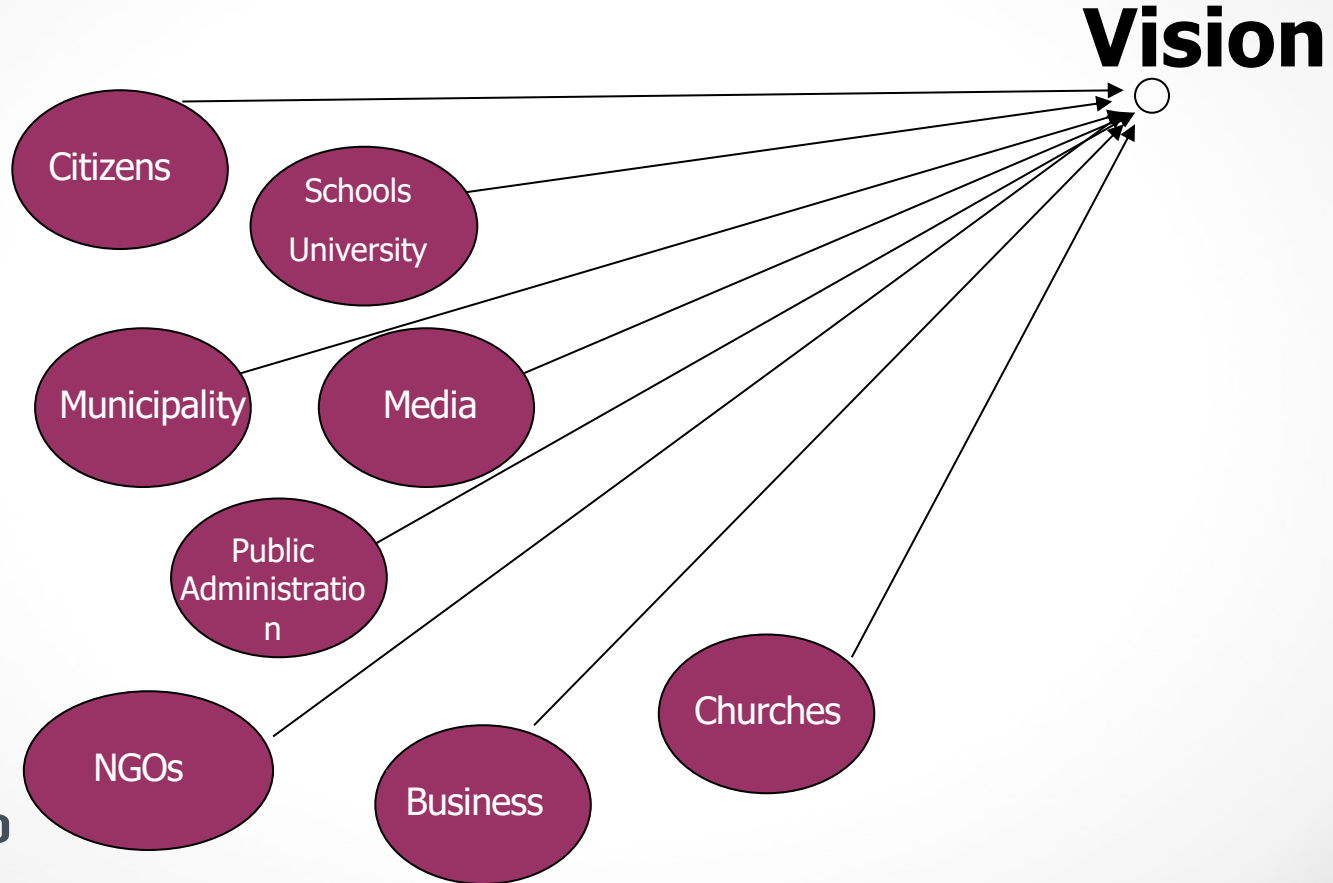 Vision
Citizens
Schools
University
Municipality
Media
Public
Administratio
n
Churches
NGOs
Business